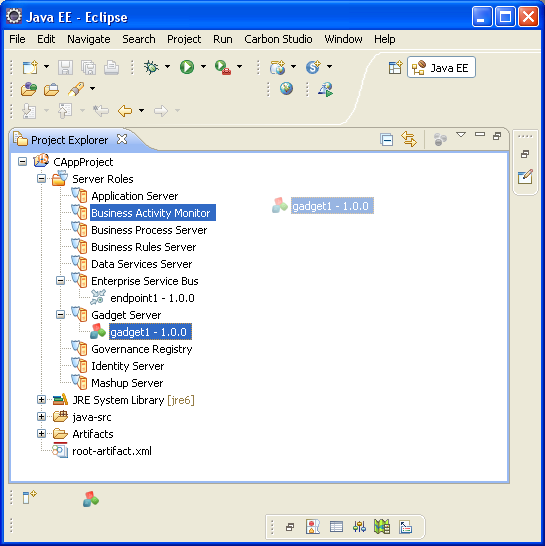 Java EE - Eclipse
File Edit Navigate Search Project Run Carbon Studio Window Help
Java EE
Project Explorer
CAppProject
Server Roles
Application Server
Business Activity Monitor
gadget1 - 1.0.0
Business Process Server
Business Rules Server
Data Services Server
Enterprise Service Bus
endpoint1 - 1.0.0
Gadget Server
gadget1 - 1.0.0
Governance Registry
Identity Server
Mashup Server
JRE System Library [jre6]
java-src
Artifacts
root-artifact.xml